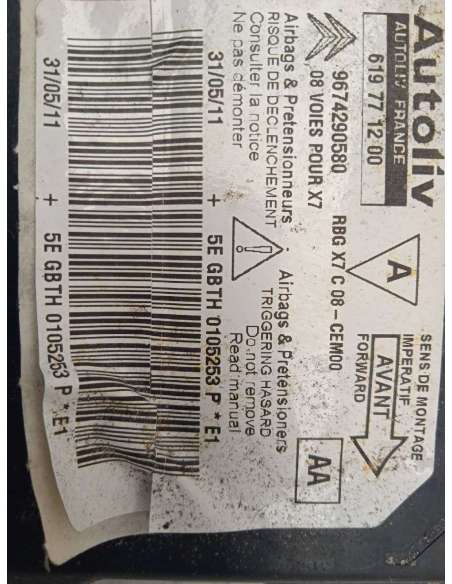 Autoliv
AUTOLIV FRANCE
619 77 12 00
A
SENS DE MONTAGE
IMPERATIF
AVANT
FORWARD
9674290580 RBG X7 C 08-CEM00
08 VOIES POUR X7
AA
Airbags & Pretensionneurs
RISQUE DE DECLENCHEMENT
Consulter la notice
Ne pas démonter
Airbags & Pretensioners
TRIGGERING HASARD
Do not remove
Read manual
31/05/11 + 5E GBTH 0105253 P * E1
31/05/11 + 5E GBTH 0105253 P * E1